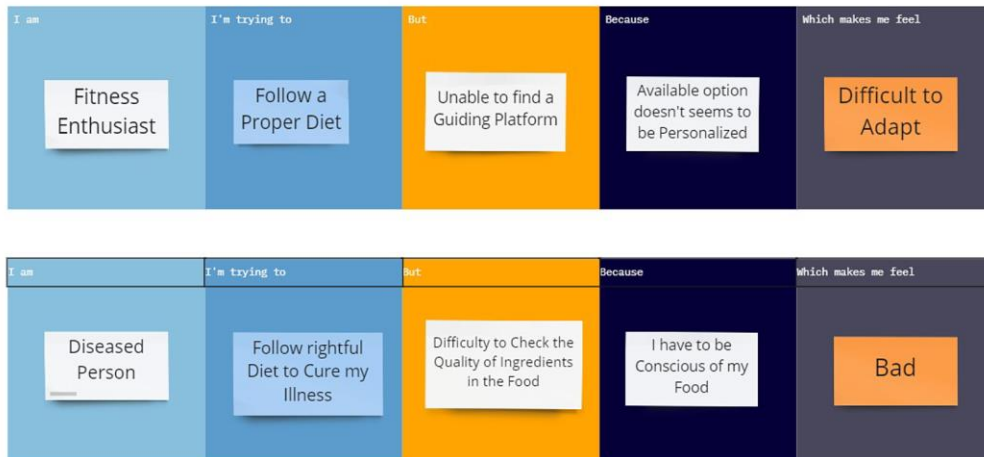 I am
I'm trying to
But
Because
Which makes me feel
Fitness
Enthusiast
Follow a
Proper Diet
Unable to find a
Guiding Platform
Available option
doesn't seems to
be Personalized
Difficult to
Adapt
I am
I'm trying to
But
Because
Which makes me feel
Diseased
Person
Follow rightful
Diet to Cure my
Illness
Difficulty to Check the
Quality of Ingredients
in the Food
I have to be
Conscious of my
Food
Bad